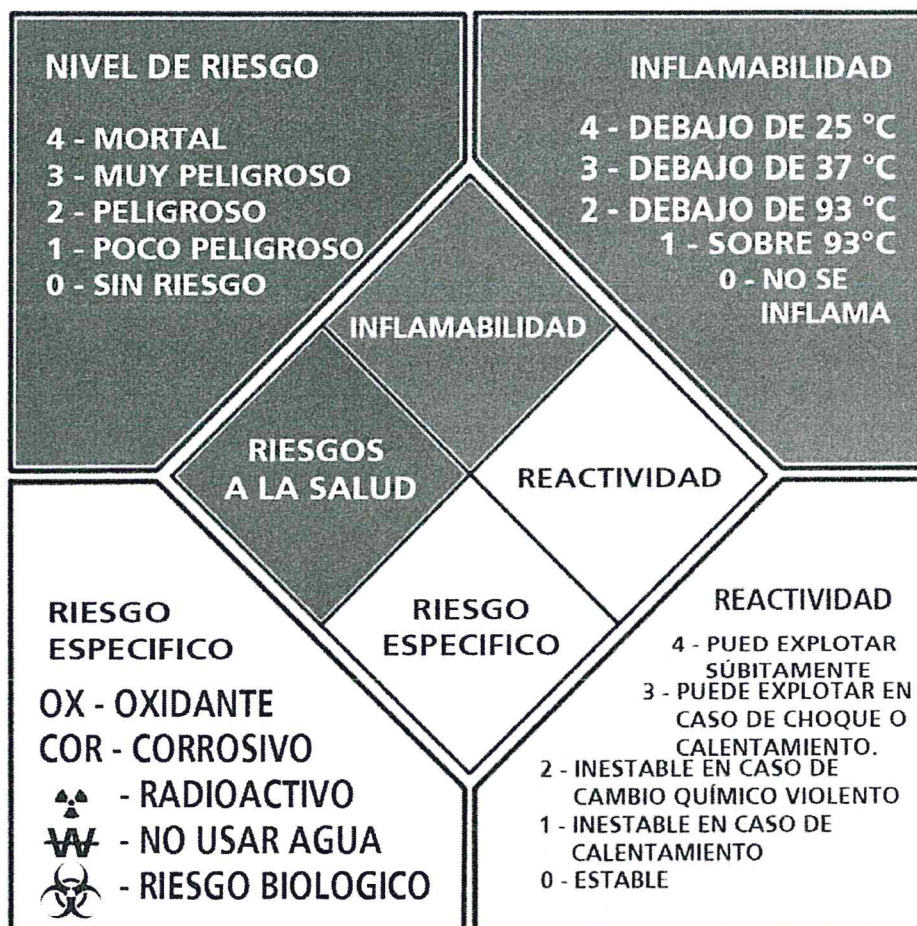 NIVEL DE RIESGO
4 - MORTAL
3 - MUY PELIGROSO
2 - PELIGROSO
1 - POCO PELIGROSO
0 - SIN RIESGO
INFLAMABILIDAD
4 - DEBAJO DE 25 °C
3 - DEBAJO DE 37 °C
2 - DEBAJO DE 93 °C
1 - SOBRE 93°C
0 - NO SE
INFLAMA
INFLAMABILIDAD
RIESGOS
A LA SALUD
REACTIVIDAD
RIESGO
ESPECIFICO
RIESGO
ESPECIFICO
OX - OXIDANTE
COR - CORROSIVO
- RADIOACTIVO
W - NO USAR AGUA
- RIESGO BIOLOGICO
REACTIVIDAD
4 - PUED EXPLOTAR
SÚBITAMENTE
3 - PUEDE EXPLOTAR EN
CASO DE CHOQUE O
CALENTAMIENTO.
2 - INESTABLE EN CASO DE
CAMBIO QUÍMICO VIOLENTO
1 - INESTABLE EN CASO DE
CALENTAMIENTO
0 - ESTABLE